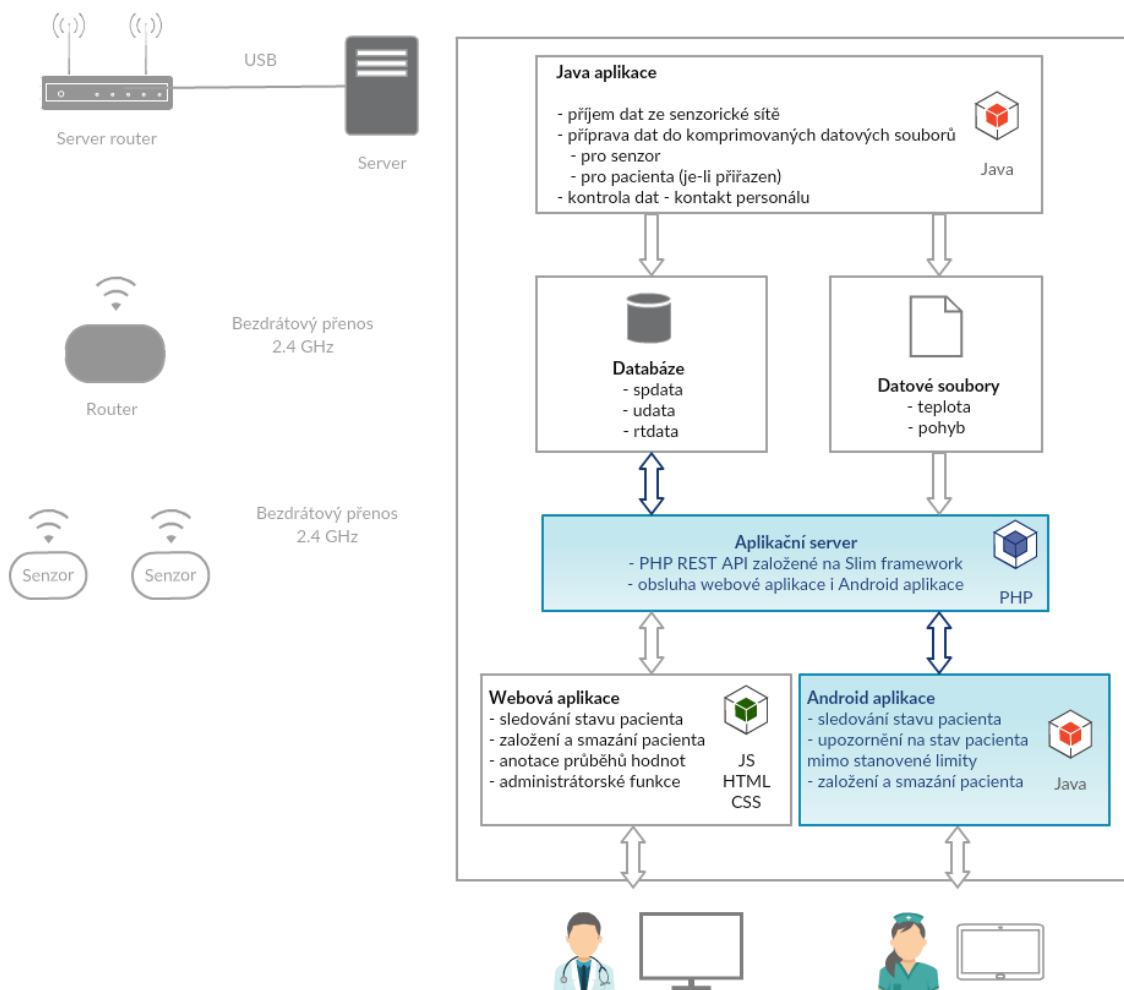 USB
Server router
Server
Bezdrátový přenos
2.4 GHz
Router
Bezdrátový přenos
2.4 GHz
Senzor
Senzor
Java aplikace
- příjem dat ze senzorické sítě
- příprava dat do komprimovaných datových souborů
- pro senzor
- pro pacienta (je-li přiřazen)
- kontrola dat - kontakt personálu
Java
Databáze
- spdata
- udata
- rtdata
Datové soubory
- teplota
- pohyb
Aplikační server
- PHP REST API založené na Slim framework
- obsluha webové aplikace i Android aplikace
PHP
Webová aplikace
- sledování stavu pacienta
- založení a smazání pacienta
- anotace průběhů hodnot
- administrátorské funkce
JS
HTML
CSS
Android aplikace
- sledování stavu pacienta
- upozornění na stav pacienta
mimo stanovené limity
- založení a smazání pacienta
Java